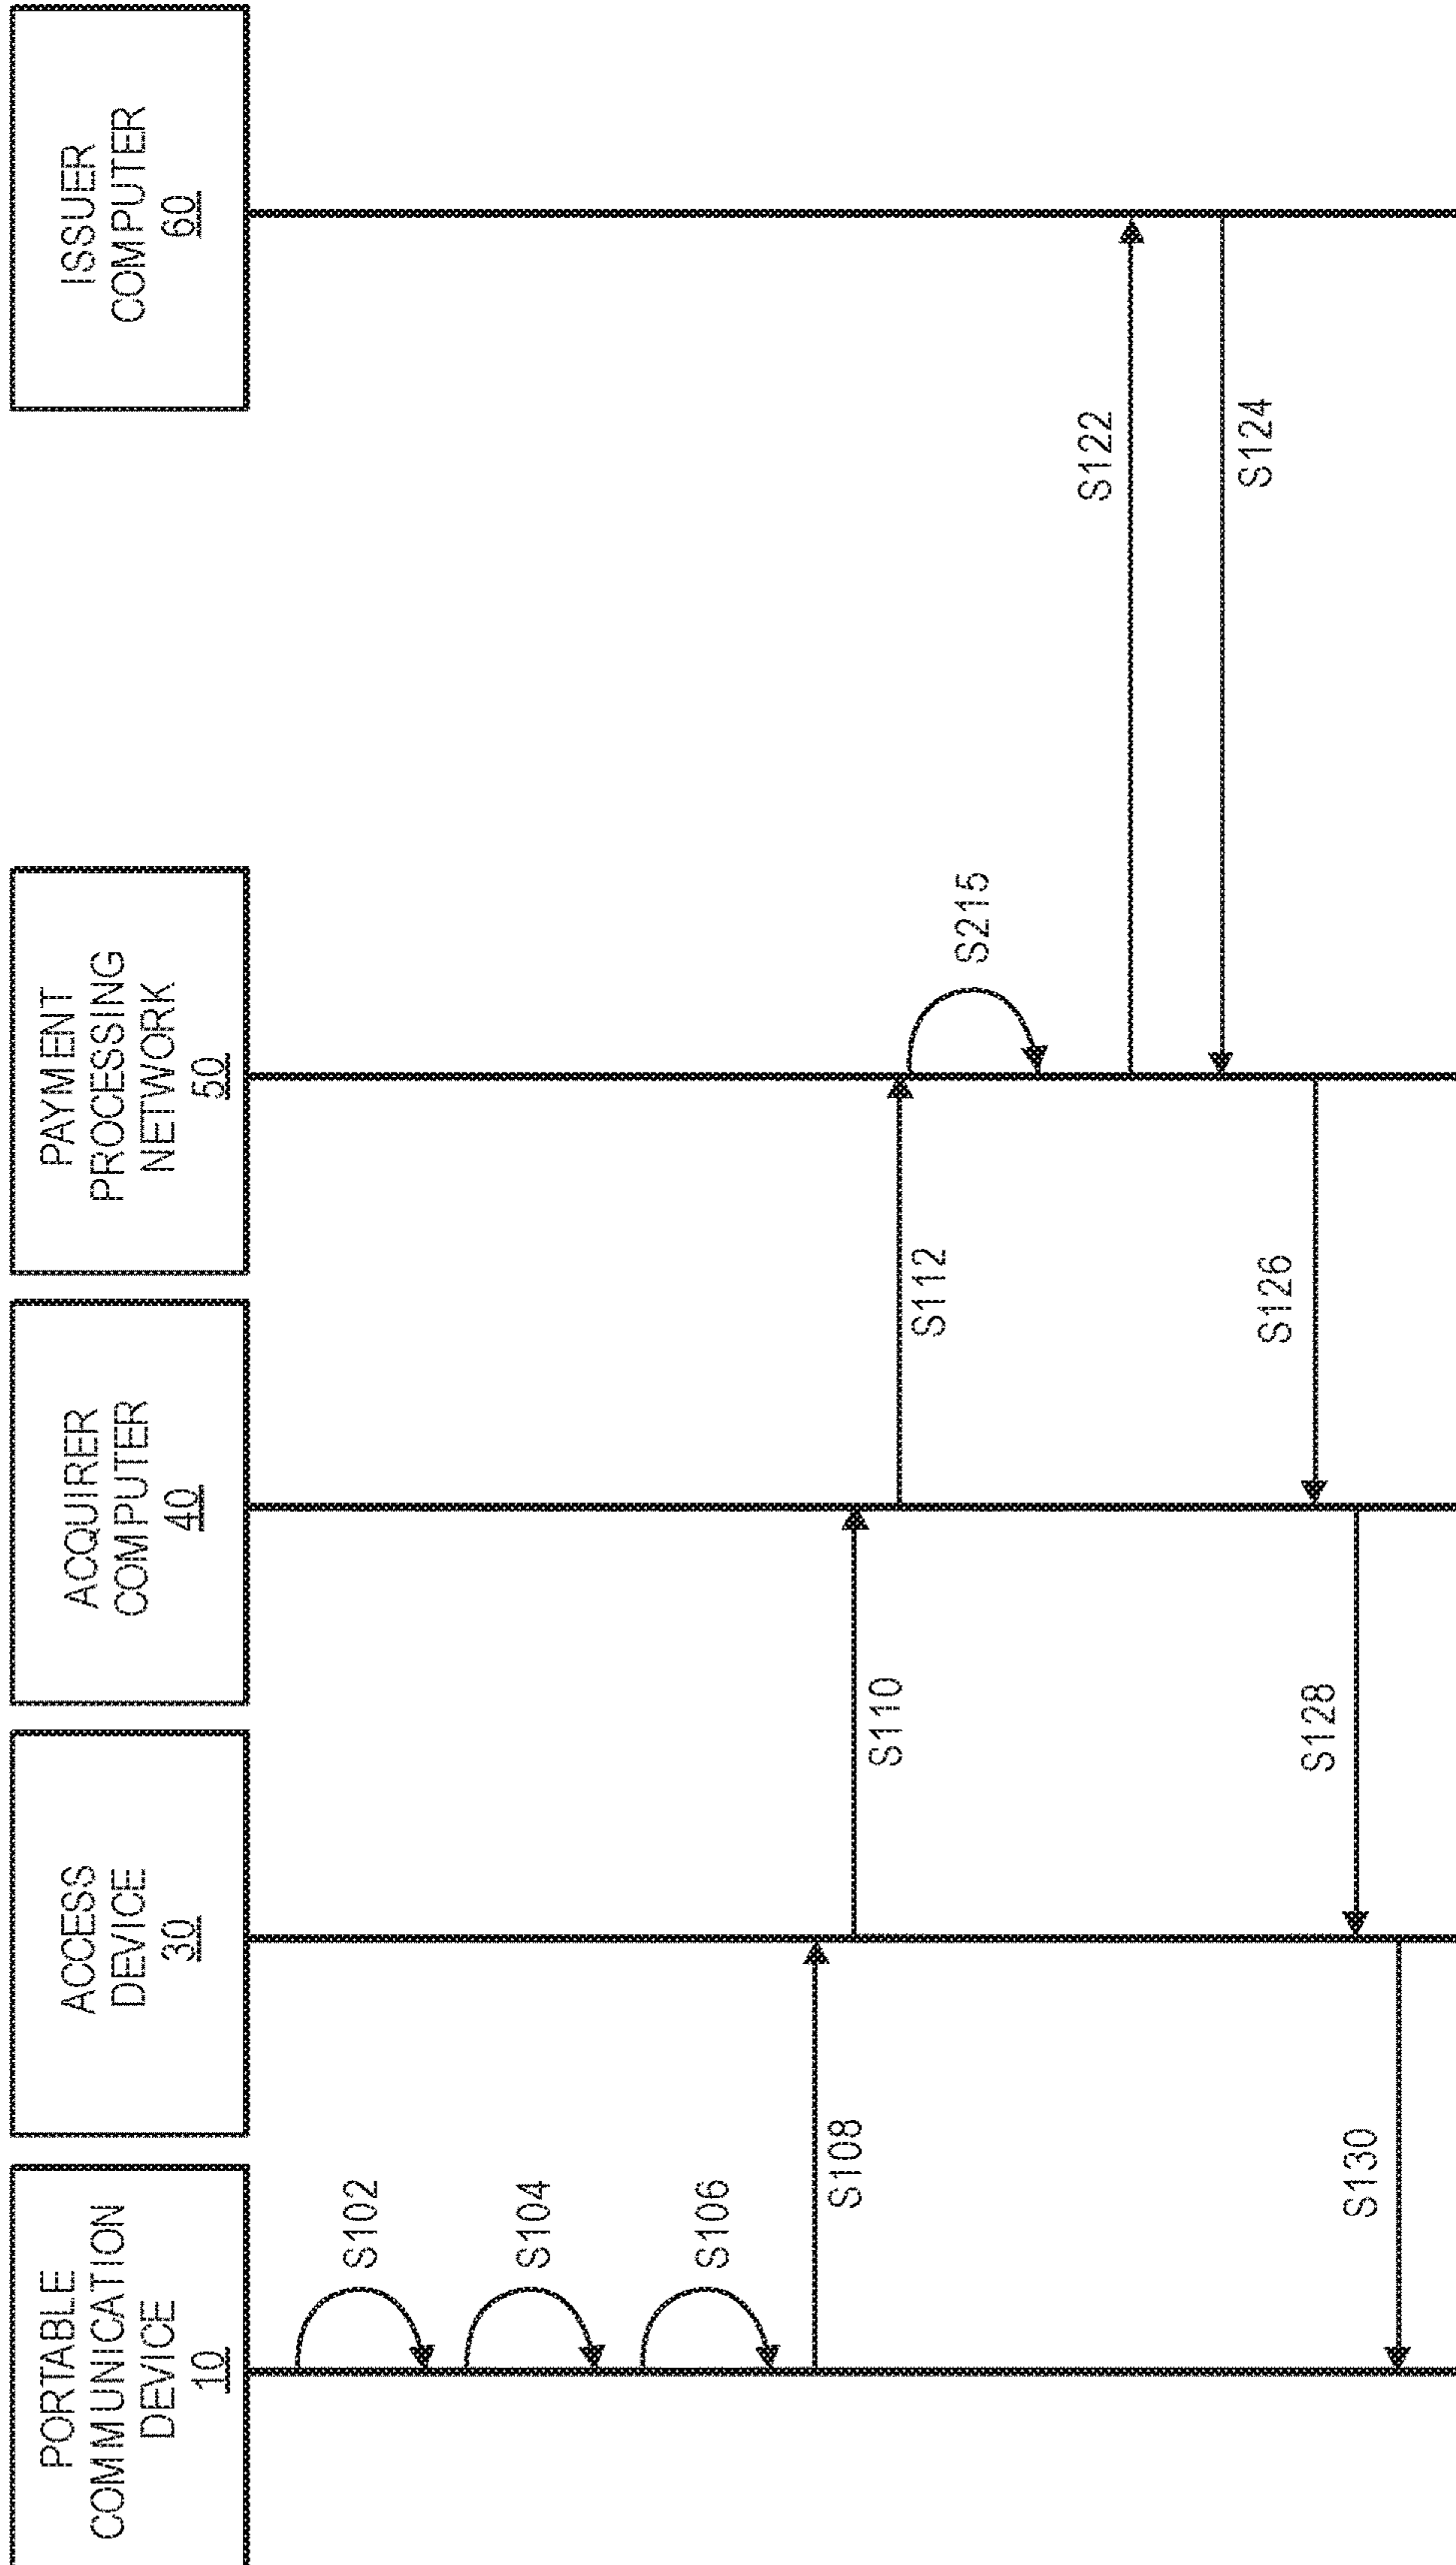 PORTABLE
COMMUNICATION
DEVICE
10
ACCESS
DEVICE
30
ACQUIRER
COMPUTER
40
PAYMENT
PROCESSING
NETWORK
50
ISSUER
COMPUTER
60
S102
S104
S106
S108
S110
S112
S215
S122
S124
S126
S128
S130